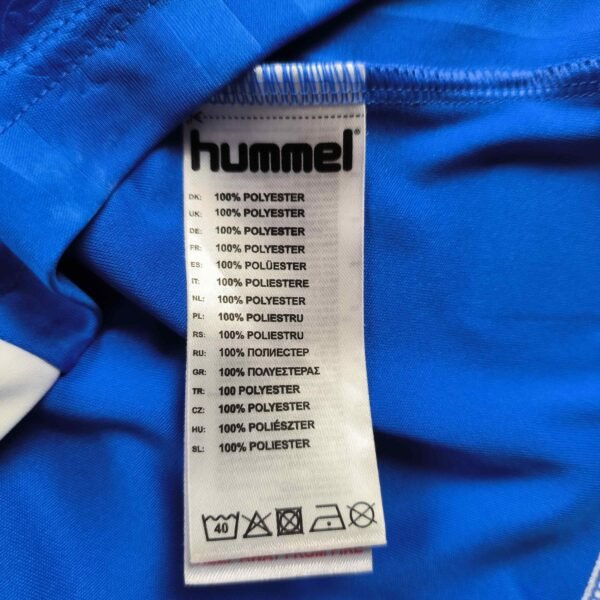 hummel®
DK: 100% POLYESTER
UK: 100% POLYESTER
DE: 100% POLYESTER
FR: 100% POLYESTER
ES: 100% POLÜESTER
IT: 100% POLIESTERE
NL: 100% POLYESTER
PL: 100% POLIESTRU
RS: 100% POLIESTRU
RU: 100% ПОПИЕСТЕР
GR: 100% ΠΟΛΥΕΣΤΕΡΑΣ
TR: 100 POLYESTER
CZ: 100% POLYESTER
HU: 100% POLIÉSZTER
SL: 100% POLIESTER
40